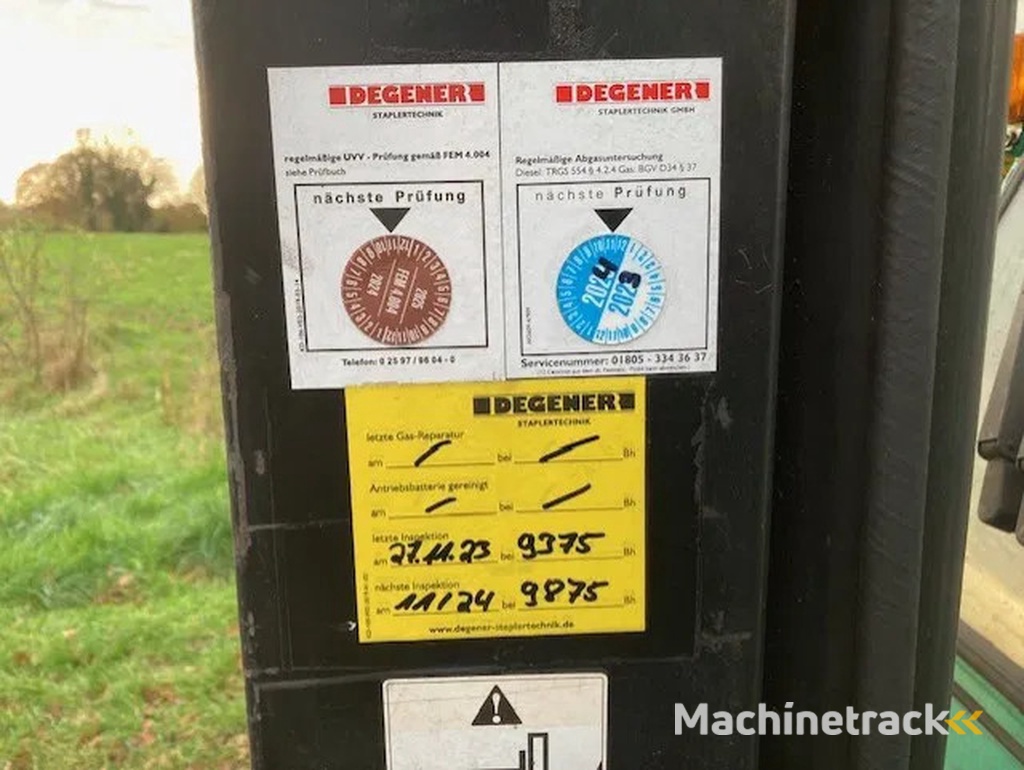 DEGENER
STAPLERTECHNIK
regelmäßige UVV - Prüfung gemäß FEM 4.004
siehe Prüfbuch
nächste Prüfung
2024
FEM 4.004
2025
Telefon: 0 25 97 / 96 04 - 0
DEGENER
STAPLERTECHNIK GMBH
Regelmäßige Abgasuntersuchung
Diesel: TRGS 554 § 4.2.4 Gas: BGV D34 § 37
nächste Prüfung
2024
2023
Servicenummer: 01805 - 334 36 37
DEGENER
STAPLERTECHNIK
letzte Gas-Reparatur
am bei Bh
Antriebsbatterie gereinigt
am bei Bh
letzte Inspektion
am 27.11.23 bei 9375 Bh
nächste Inspektion
am 11/24 bei 9875 Bh
www.degener-staplertechnik.de
Machinetrack